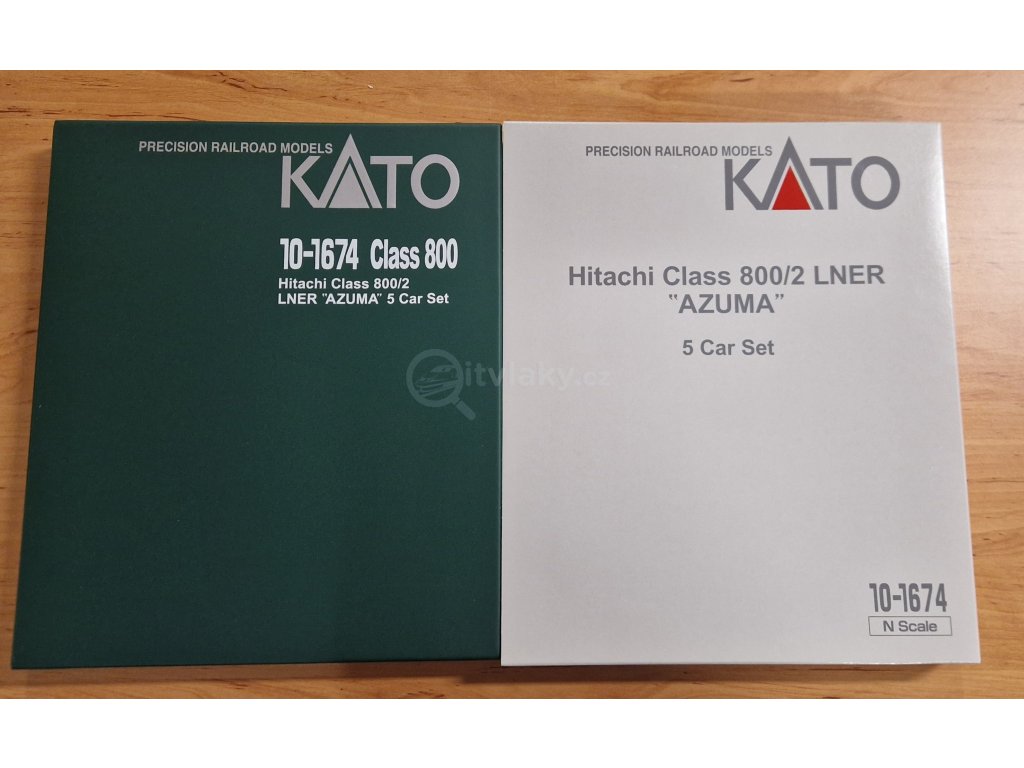 PRECISION RAILROAD MODELS
KATO
10-1674 Class 800
Hitachi Class 800/2
LNER "AZUMA" 5 Car Set
PRECISION RAILROAD MODELS
KATO
Hitachi Class 800/2 LNER
"AZUMA"
5 Car Set
10-1674
N Scale
itvlaky.cz